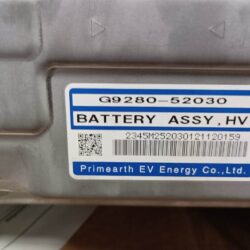 G9280-52030
BATTERY ASSY,HV
2345M252030121120159
Primearth EV Energy Co.,Ltd.